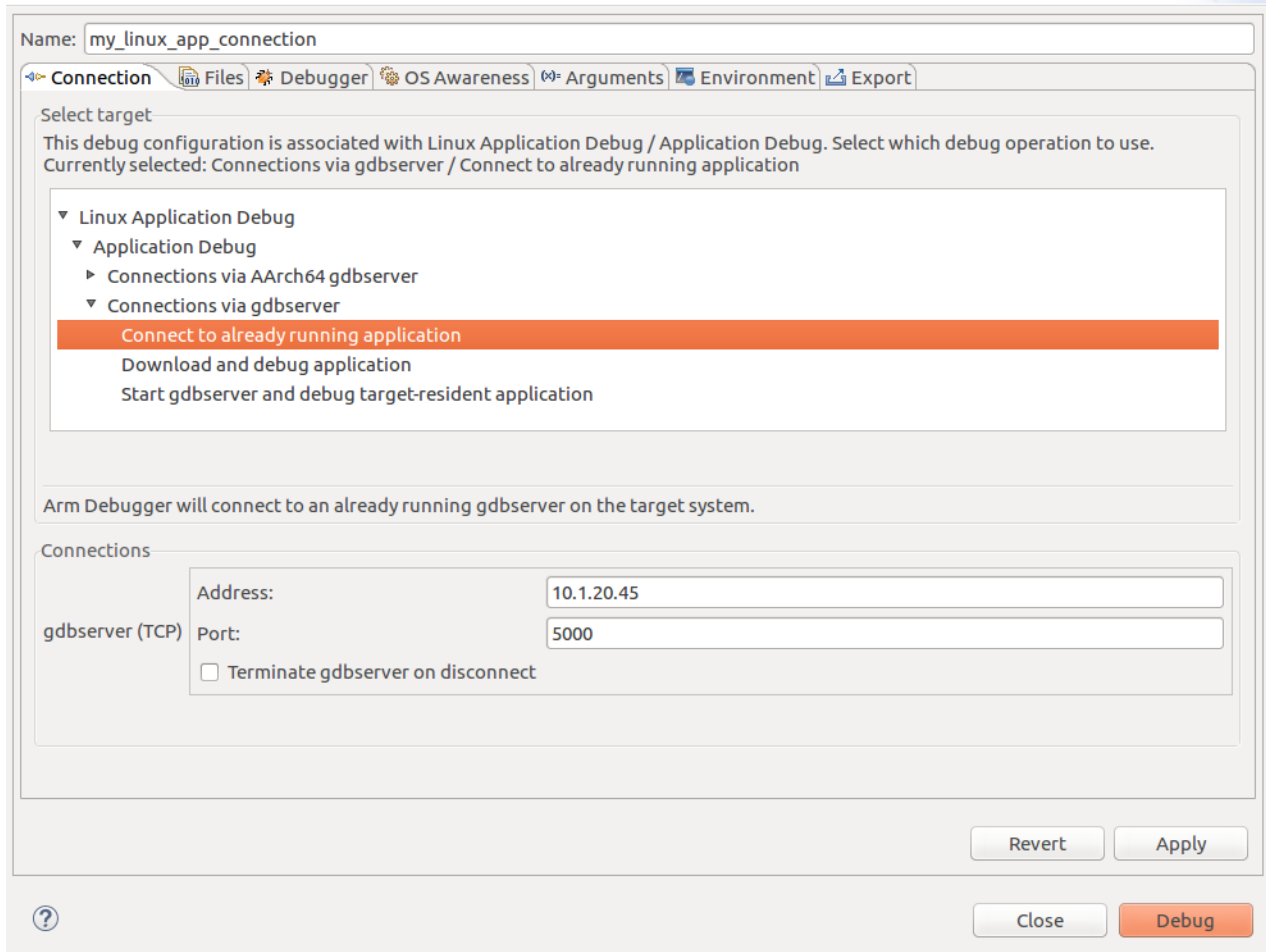 Name: my_linux_app_connection
Connection Files Debugger OS Awareness Arguments Environment Export
Select target
This debug configuration is associated with Linux Application Debug / Application Debug. Select which debug operation to use.
Currently selected: Connections via gdbserver / Connect to already running application
Linux Application Debug
Application Debug
Connections via AArch64 gdbserver
Connections via gdbserver
Connect to already running application
Download and debug application
Start gdbserver and debug target-resident application
Arm Debugger will connect to an already running gdbserver on the target system.
Connections
Address: 10.1.20.45
gdbserver (TCP) Port: 5000
Terminate gdbserver on disconnect
Revert Apply
? Close Debug